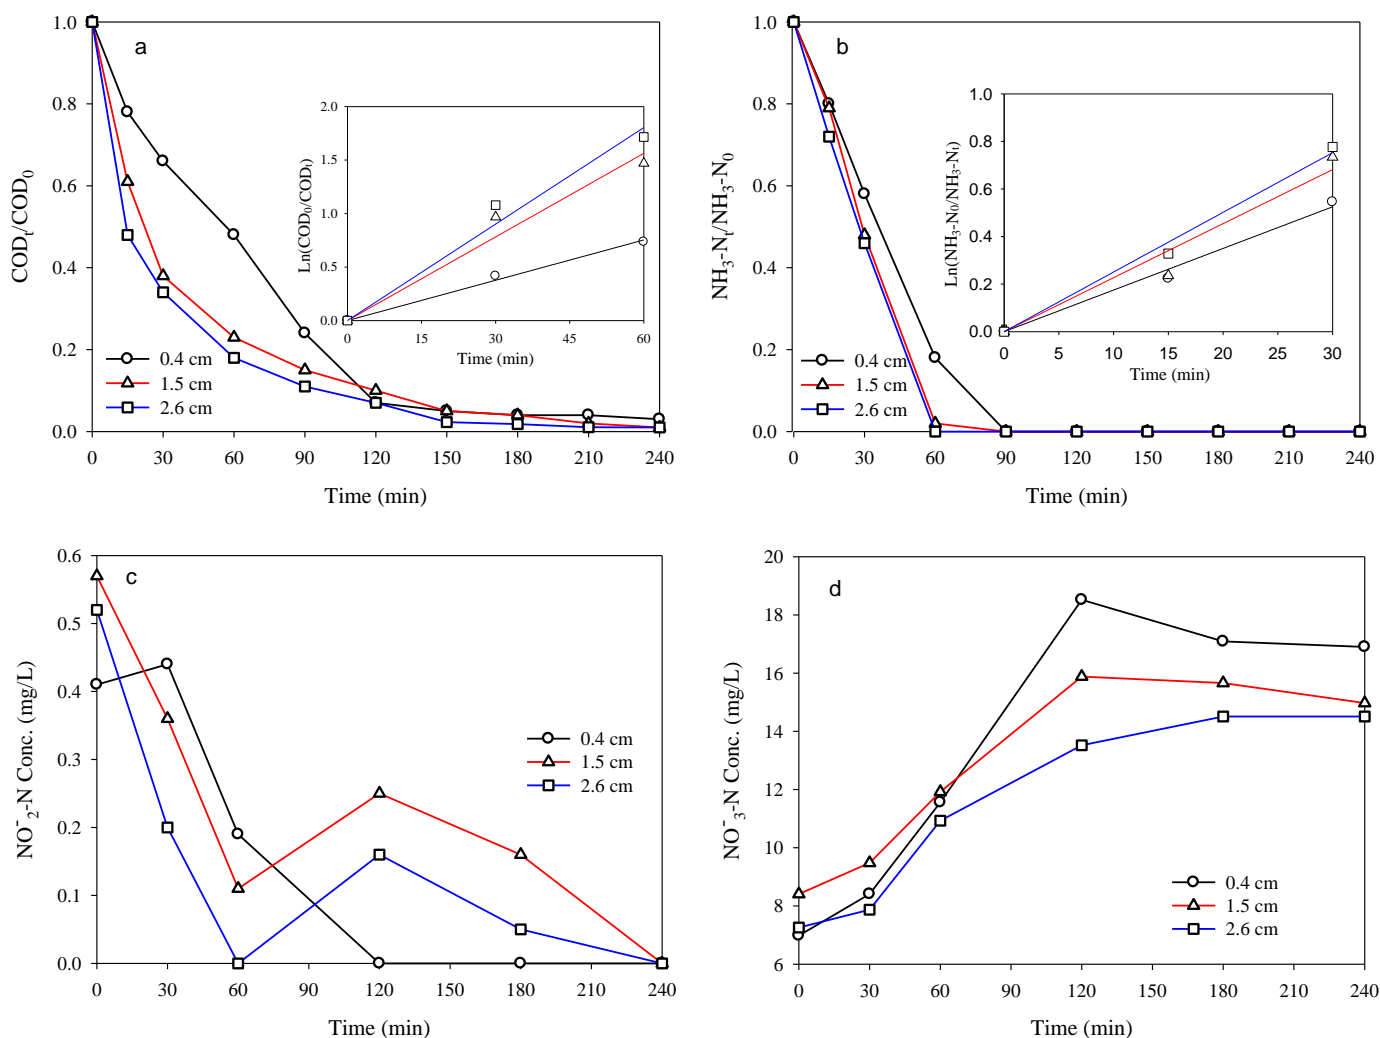 a
CODt/COD0
1.0
0.8
0.6
0.4
0.2
0.0
0 30 60 90 120 150 180 210 240
Time (min)
0.4 cm
1.5 cm
2.6 cm
Ln(COD0/CODt)
2.0
1.5
1.0
0.5
0.0
0 15 30 45 60
Time (min)
b
NH3-Nt/NH3-N0
1.0
0.8
0.6
0.4
0.2
0.0
0 30 60 90 120 150 180 210 240
Time (min)
0.4 cm
1.5 cm
2.6 cm
Ln(NH3-N0/NH3-Nt)
1.0
0.8
0.6
0.4
0.2
0.0
0 5 10 15 20 25 30
Time (min)
c
NO-2-N Conc. (mg/L)
0.6
0.5
0.4
0.3
0.2
0.1
0.0
0 30 60 90 120 150 180 210 240
Time (min)
0.4 cm
1.5 cm
2.6 cm
d
NO-3-N Conc. (mg/L)
20
18
16
14
12
10
8
6
0 30 60 90 120 150 180 210 240
Time (min)
0.4 cm
1.5 cm
2.6 cm